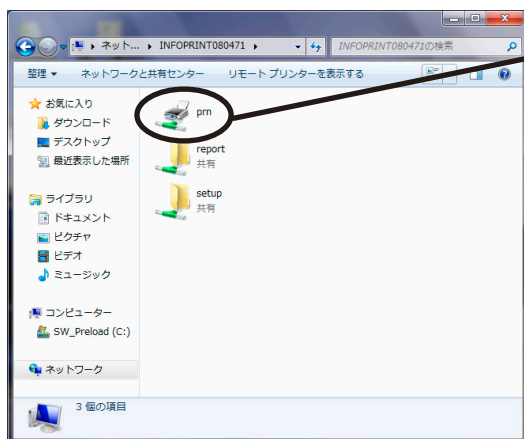 ネット... ▸ INFOPRINT080471 ▸
INFOPRINT080471の検索
整理 ▼ ネットワークと共有センター リモート プリンターを表示する
お気に入り
ダウンロード
デスクトップ
最近表示した場所
ライブラリ
ドキュメント
ピクチャ
ビデオ
ミュージック
コンピューター
SW_Preload (C:)
ネットワーク
prn
report
共有
setup
共有
3 個の項目